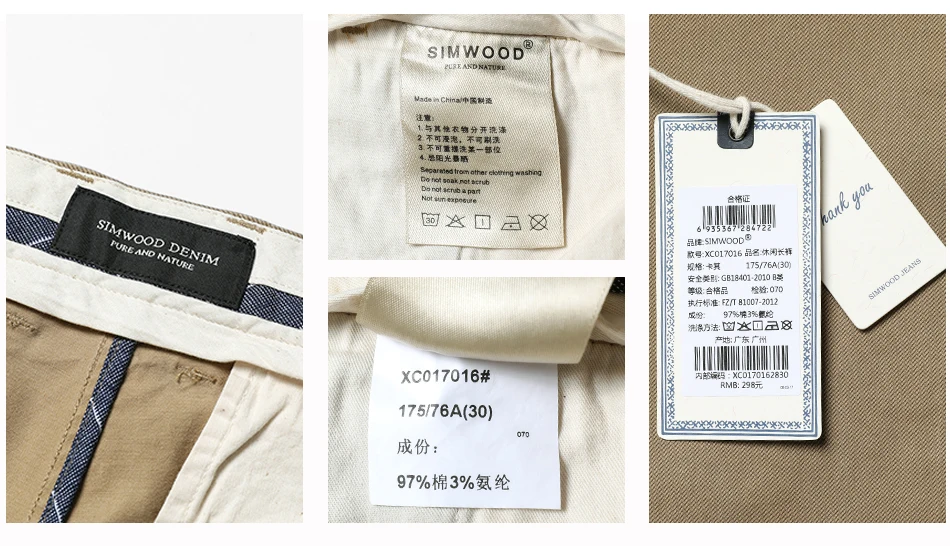 SIMWOOD DENIM
PURE AND NATURE
SIMWOOD®
PURE AND NATURE
Made in China/中国制造
注意:
1.与其他衣物分开洗涤
2.不可浸泡,不可刷洗
3.不可重搓洗某一部位
4.忌阳光暴晒
Separated from other clothing washing
Do not soak,not scrub
Do not scrub a part
Not sun exposure
30
XC017016#
175/76A(30)
070
成份:
97%棉3%氨纶
合格证
6 935367 284722
品牌:SIMWOOD®
款号:XC017016 品名:休闲长裤
规格:卡其 175/76A(30)
安全类别:GB18401-2010 B类
等级:合格品 检验:070
执行标准:FZ/T 81007-2012
成份: 97%棉3%氨纶
洗涤方法:
产地:广东 广州
内部编码:XC0170162830
RMB: 298元
hank you
SIMWOOD JEANS